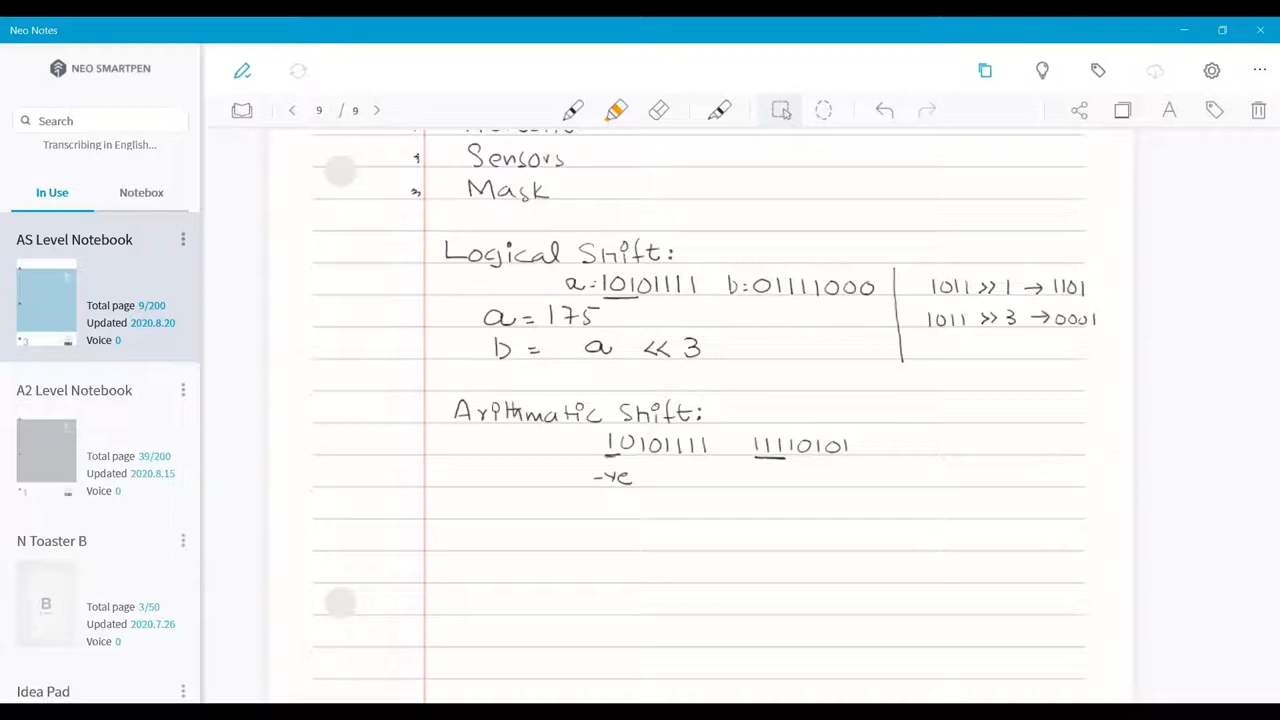 Neo Notes
NEO SMARTPEN
Search
Transcribing in English...
In Use
Notebox
AS Level Notebook
Total page 9/200
Updated 2020.8.20
Voice 0
A2 Level Notebook
Total page 39/200
Updated 2020.8.15
Voice 0
N Toaster B
B
Total page 3/50
Updated 2020.7.26
Voice 0
Idea Pad
9 / 9
Sensors
Mask
Logical Shift:
a=10101111 b=01111000
a = 175
b = a << 3
1011 >> 1 → 1101
1011 >> 3 → 0001
Arithmatic Shift:
10101111 11110101
-ve